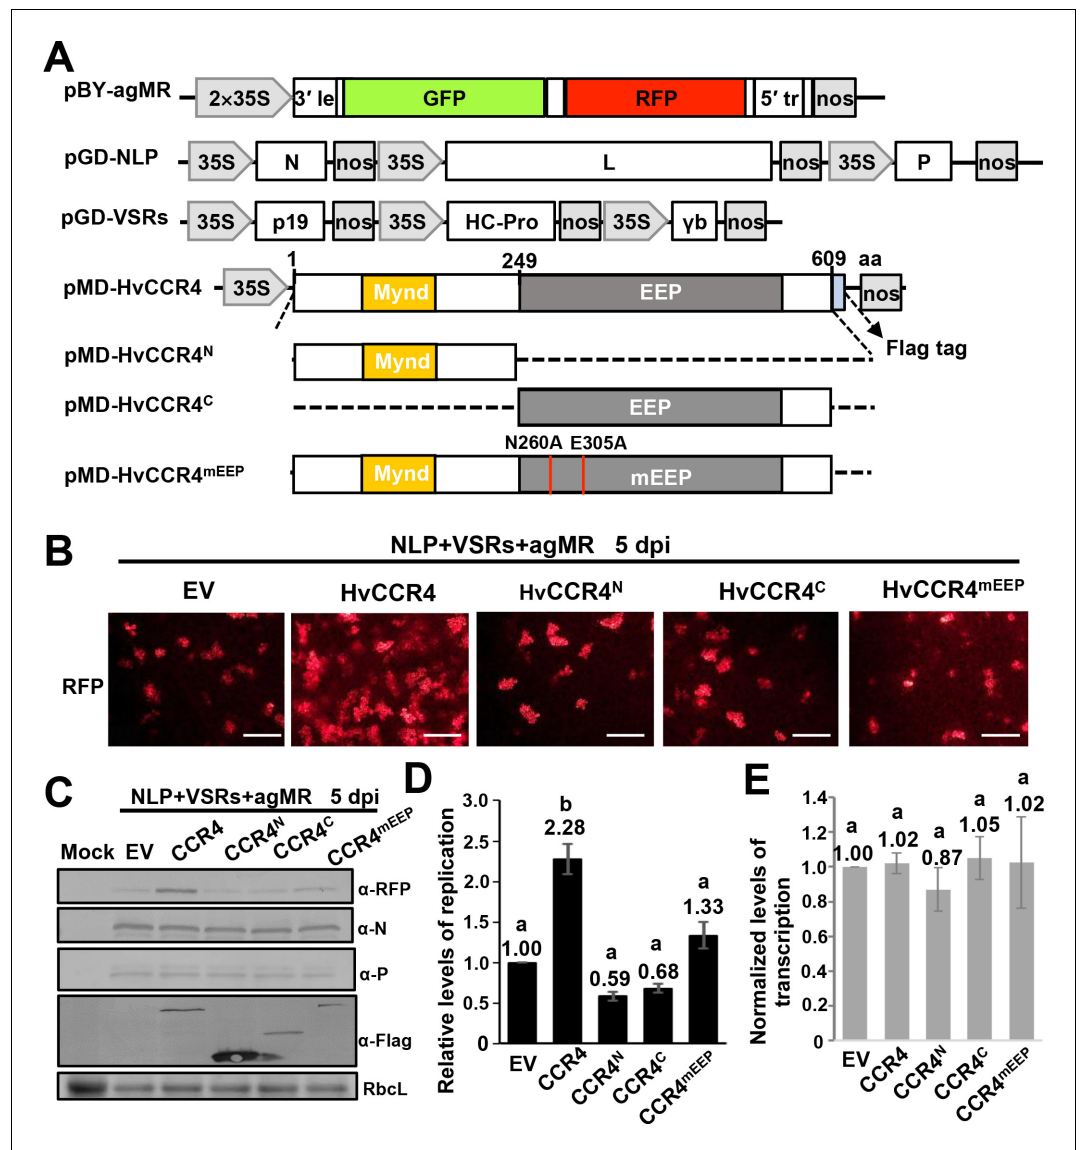 A
pBY-agMR 2×35S 3′ le GFP RFP 5′ tr nos
pGD-NLP 35S N nos 35S L nos 35S P nos
pGD-VSRs 35S p19 nos 35S HC-Pro nos 35S γb nos
1 249 609 aa
pMD-HvCCR4 35S Mynd EEP nos
Flag tag
pMD-HvCCR4N Mynd
pMD-HvCCR4C EEP
N260A E305A
pMD-HvCCR4mEEP Mynd mEEP
B
NLP+VSRs+agMR 5 dpi
EV HvCCR4 HvCCR4N HvCCR4C HvCCR4mEEP
RFP
C
NLP+VSRs+agMR 5 dpi
Mock EV CCR4 CCR4N CCR4C CCR4mEEP
α-RFP
α-N
α-P
α-Flag
RbcL
D
Relative levels of replication
3.0
2.5
2.0
1.5
1.0
0.5
0
a b a a a
1.00 2.28 0.59 0.68 1.33
EV CCR4 CCR4N CCR4C CCR4mEEP
E
Normalized levels of
transcription
1.4
1.2
1.0
0.8
0.6
0.4
0.2
0
a a a a a
1.00 1.02 0.87 1.05 1.02
EV CCR4 CCR4N CCR4C CCR4mEEP